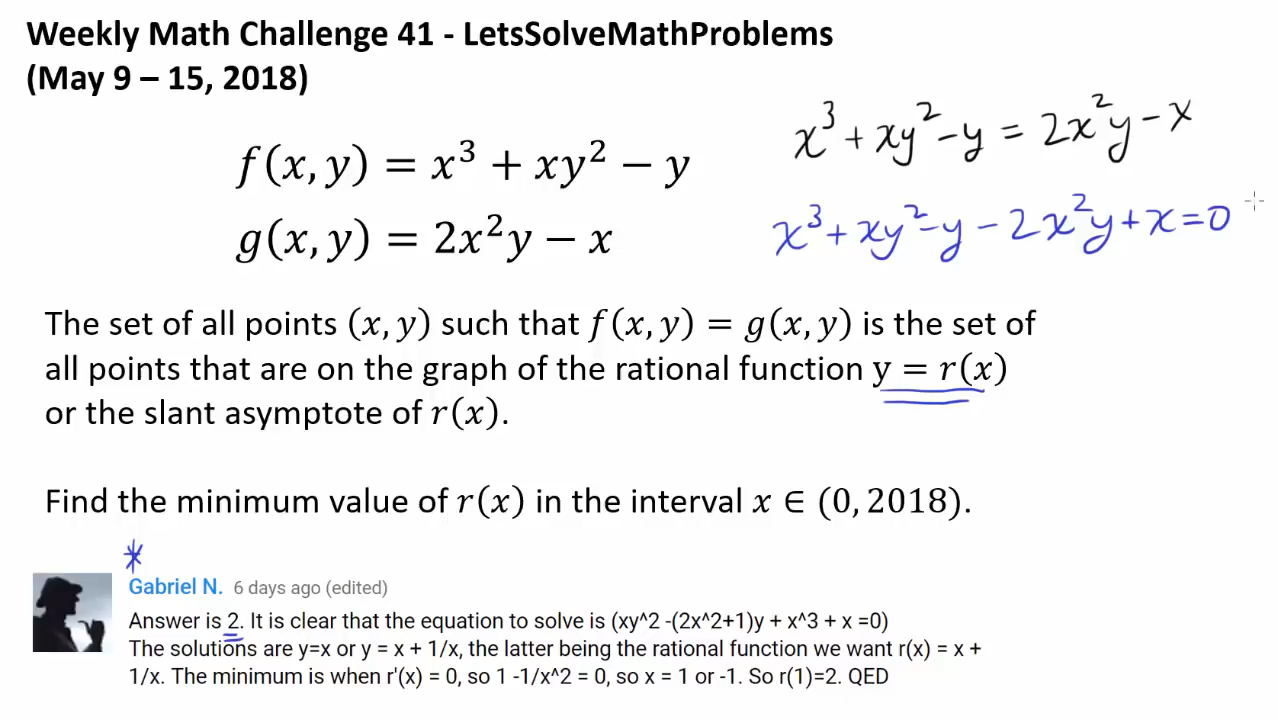 Weekly Math Challenge 41 - LetsSolveMathProblems
(May 9 – 15, 2018)
x³ + xy² - y = 2x²y - x
f(x, y) = x³ + xy² − y
x³ + xy² - y - 2x²y + x = 0
g(x, y) = 2x²y − x
The set of all points (x, y) such that f(x, y) = g(x, y) is the set of
all points that are on the graph of the rational function y = r(x)
or the slant asymptote of r(x).
Find the minimum value of r(x) in the interval x ∈ (0, 2018).
*
Gabriel N. 6 days ago (edited)
Answer is 2. It is clear that the equation to solve is (xy^2 -(2x^2+1)y + x^3 + x =0)
The solutions are y=x or y = x + 1/x, the latter being the rational function we want r(x) = x +
1/x. The minimum is when r'(x) = 0, so 1 -1/x^2 = 0, so x = 1 or -1. So r(1)=2. QED